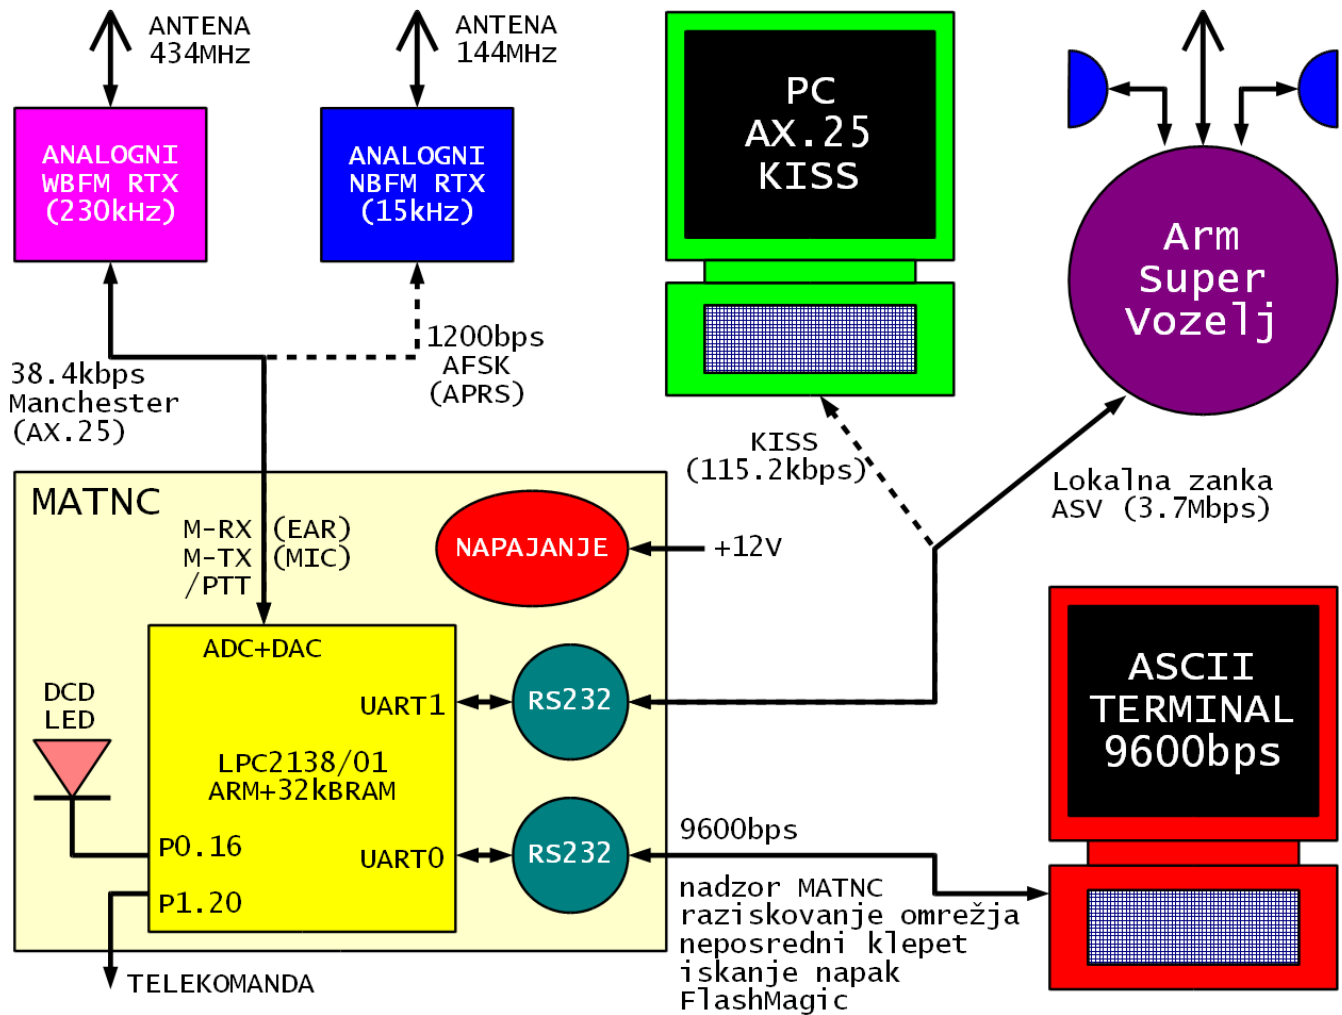 ANTENA
434MHz
ANTENA
144MHz
ANALOGNI
WBFM RTX
(230kHz)
ANALOGNI
NBFM RTX
(15kHz)
PC
AX.25
KISS
Arm
Super
Vozelj
38.4kbps
Manchester
(AX.25)
1200bps
AFSK
(APRS)
KISS
(115.2kbps)
Lokalna zanka
ASV (3.7Mbps)
MATNC
M-RX (EAR)
M-TX (MIC)
/PTT
NAPAJANJE
+12V
ADC+DAC
UART1
RS232
DCD
LED
LPC2138/01
ARM+32kBRAM
P0.16
P1.20
UART0
RS232
ASCII
TERMINAL
9600bps
9600bps
nadzor MATNC
raziskovanje omrežja
neposredni klepet
iskanje napak
FlashMagic
TELEKOMANDA